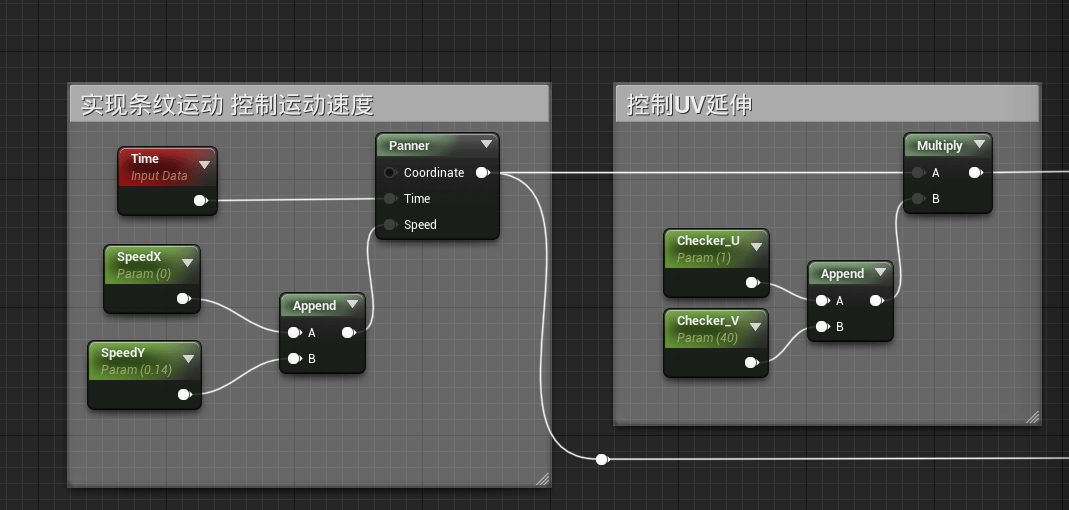 实现条纹运动 控制运动速度
Time
Input Data
Panner
Coordinate
Time
Speed
SpeedX
Param (0)
SpeedY
Param (0.14)
Append
A
B
控制UV延伸
Multiply
A
B
Checker_U
Param (1)
Checker_V
Param (40)
Append
A
B